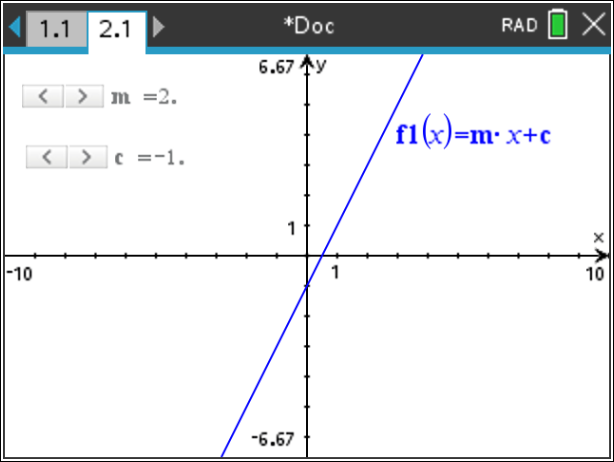 1.1 2.1 *Doc RAD
6.67 y
< > m =2.
f1(x)=m· x+c
< > c =-1.
1
x
-10 1 10
-6.67